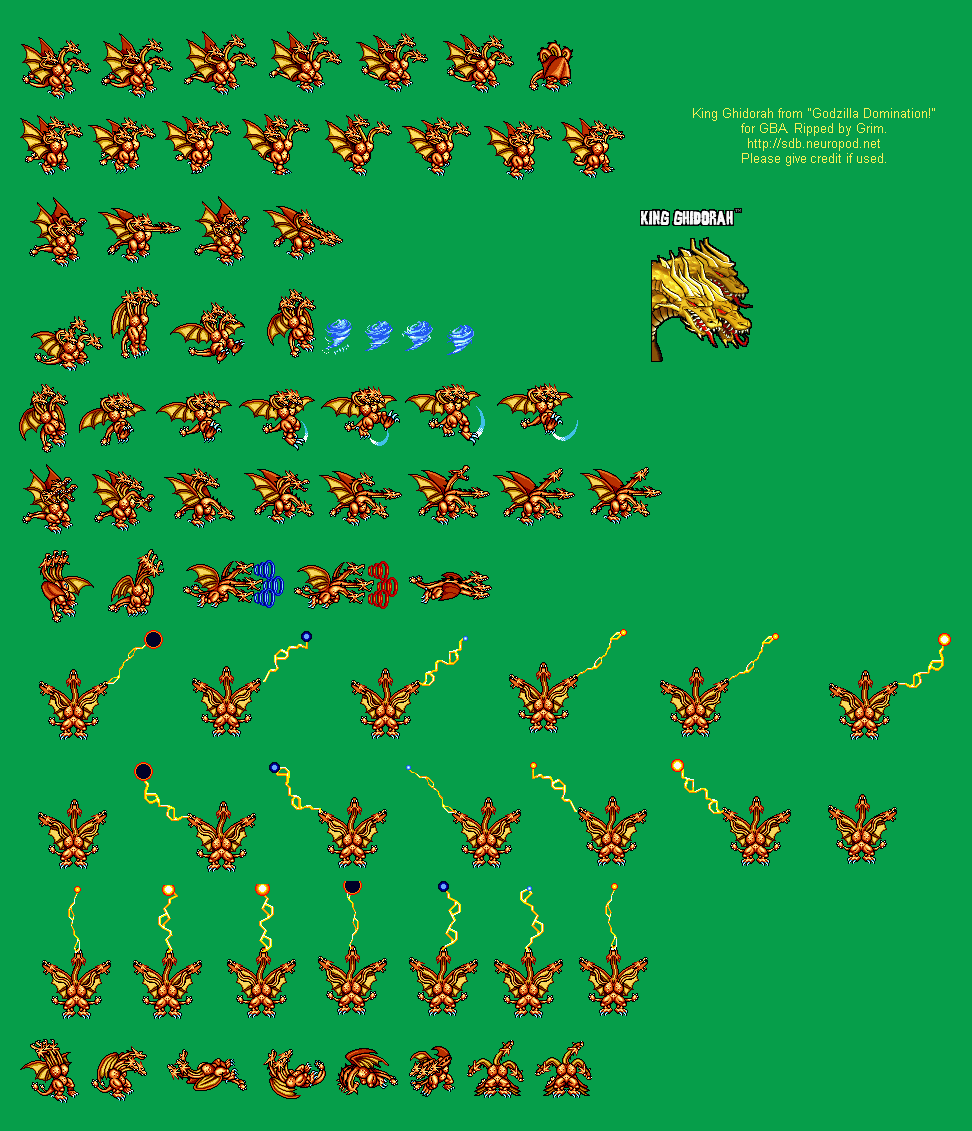 King Ghidorah from "Godzilla Domination!"
for GBA. Ripped by Grim.
http://sdb.neuropod.net
Please give credit if used.
KING GHIDORAH™